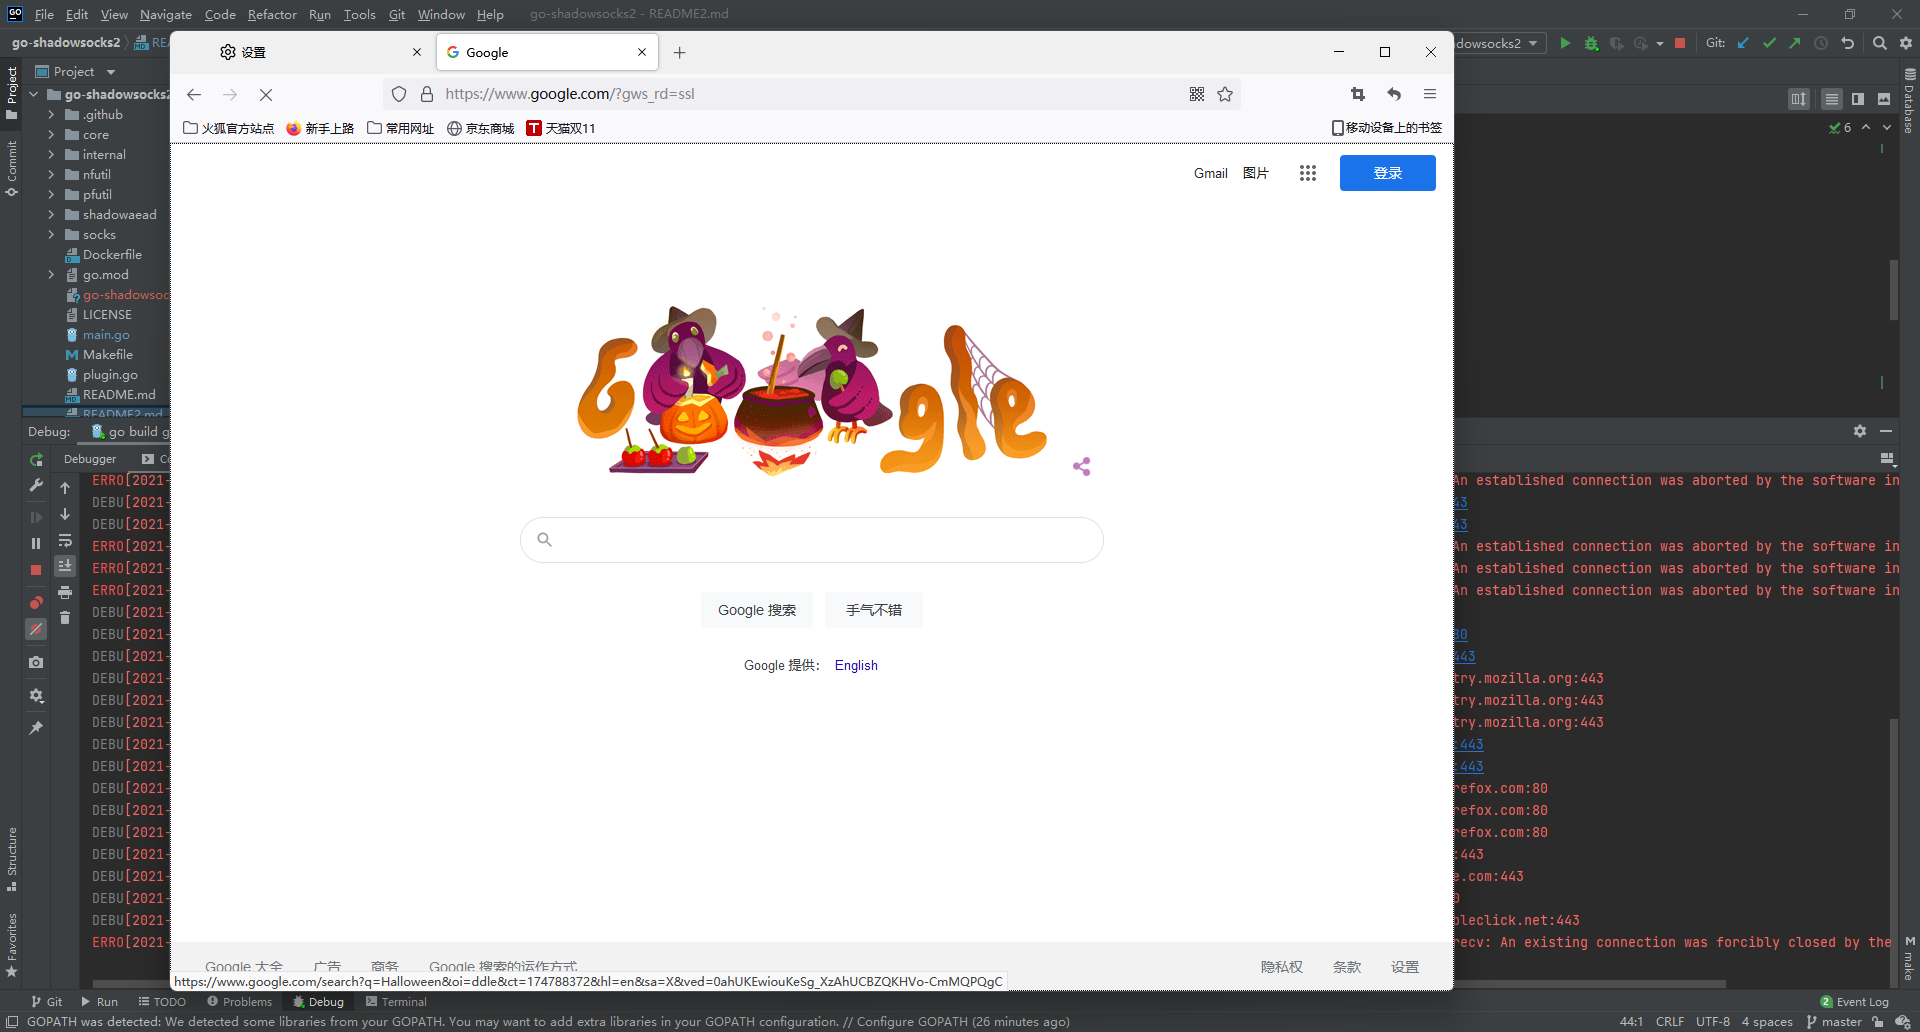 File Edit View Navigate Code Refactor Run Tools Git Window Help go-shadowsocks2 - README2.md
go-shadowsocks2
Git:
设置
Google
https://www.google.com/?gws_rd=ssl
火狐官方站点 新手上路 常用网址 京东商城 天猫双11 移动设备上的书签
Project
Project
Commit
Structure
Favorites
Database
make
go-shadowsocks2
.github
core
internal
nfutil
pfutil
shadowaead
socks
Dockerfile
go.mod
go-shadowsoc
LICENSE
main.go
Makefile
plugin.go
README.md
README2.md
6
Gmail 图片 登录
Google
Google 搜索 手气不错
Google 提供： English
Google 大全 广告 商务 Google 搜索的运作方式 隐私权 条款 设置
https://www.google.com/search?q=Halloween&oi=ddle&ct=174788372&hl=en&sa=X&ved=0ahUKEwiouKeSg_XzAhUCBZQKHVo-CmMQPQgC
Debug: go build g
Debugger
ERRO[2021- An established connection was aborted by the software in
DEBU[2021- 43
DEBU[2021- 43
ERRO[2021- An established connection was aborted by the software in
ERRO[2021- An established connection was aborted by the software in
ERRO[2021- An established connection was aborted by the software in
DEBU[2021-
DEBU[2021- 80
DEBU[2021- 443
DEBU[2021- try.mozilla.org:443
DEBU[2021- try.mozilla.org:443
DEBU[2021- try.mozilla.org:443
DEBU[2021- :443
DEBU[2021- :443
DEBU[2021- refox.com:80
DEBU[2021- refox.com:80
DEBU[2021- refox.com:80
DEBU[2021- :443
DEBU[2021- e.com:443
DEBU[2021- 0
DEBU[2021- oleclick.net:443
ERRO[2021- recv: An existing connection was forcibly closed by the
Git Run TODO Problems Debug Terminal 2 Event Log
GOPATH was detected: We detected some libraries from your GOPATH. You may want to add extra libraries in your GOPATH configuration. // Configure GOPATH (26 minutes ago) 44:1 CRLF UTF-8 4 spaces master